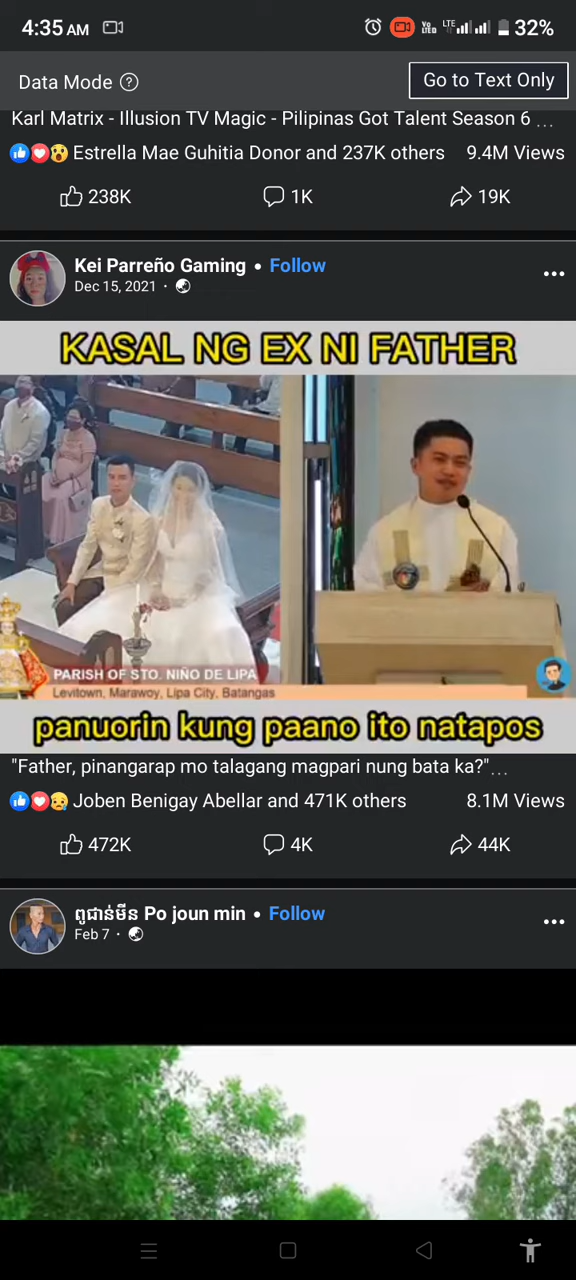 4:35 AM VoLTED LTE 32%
Data Mode ? Go to Text Only
Karl Matrix - Illusion TV Magic - Pilipinas Got Talent Season 6 ...
Estrella Mae Guhitia Donor and 237K others 9.4M Views
238K 1K 19K
Kei Parreño Gaming • Follow
Dec 15, 2021 ·
KASAL NG EX NI FATHER
PARISH OF STO. NIÑO DE LIPA
Levitown, Marawoy, Lipa City, Batangas
panuorin kung paano ito natapos
"Father, pinangarap mo talagang magpari nung bata ka?"...
Joben Benigay Abellar and 471K others 8.1M Views
472K 4K 44K
ពូជាន់មីន Po joun min • Follow
Feb 7 ·